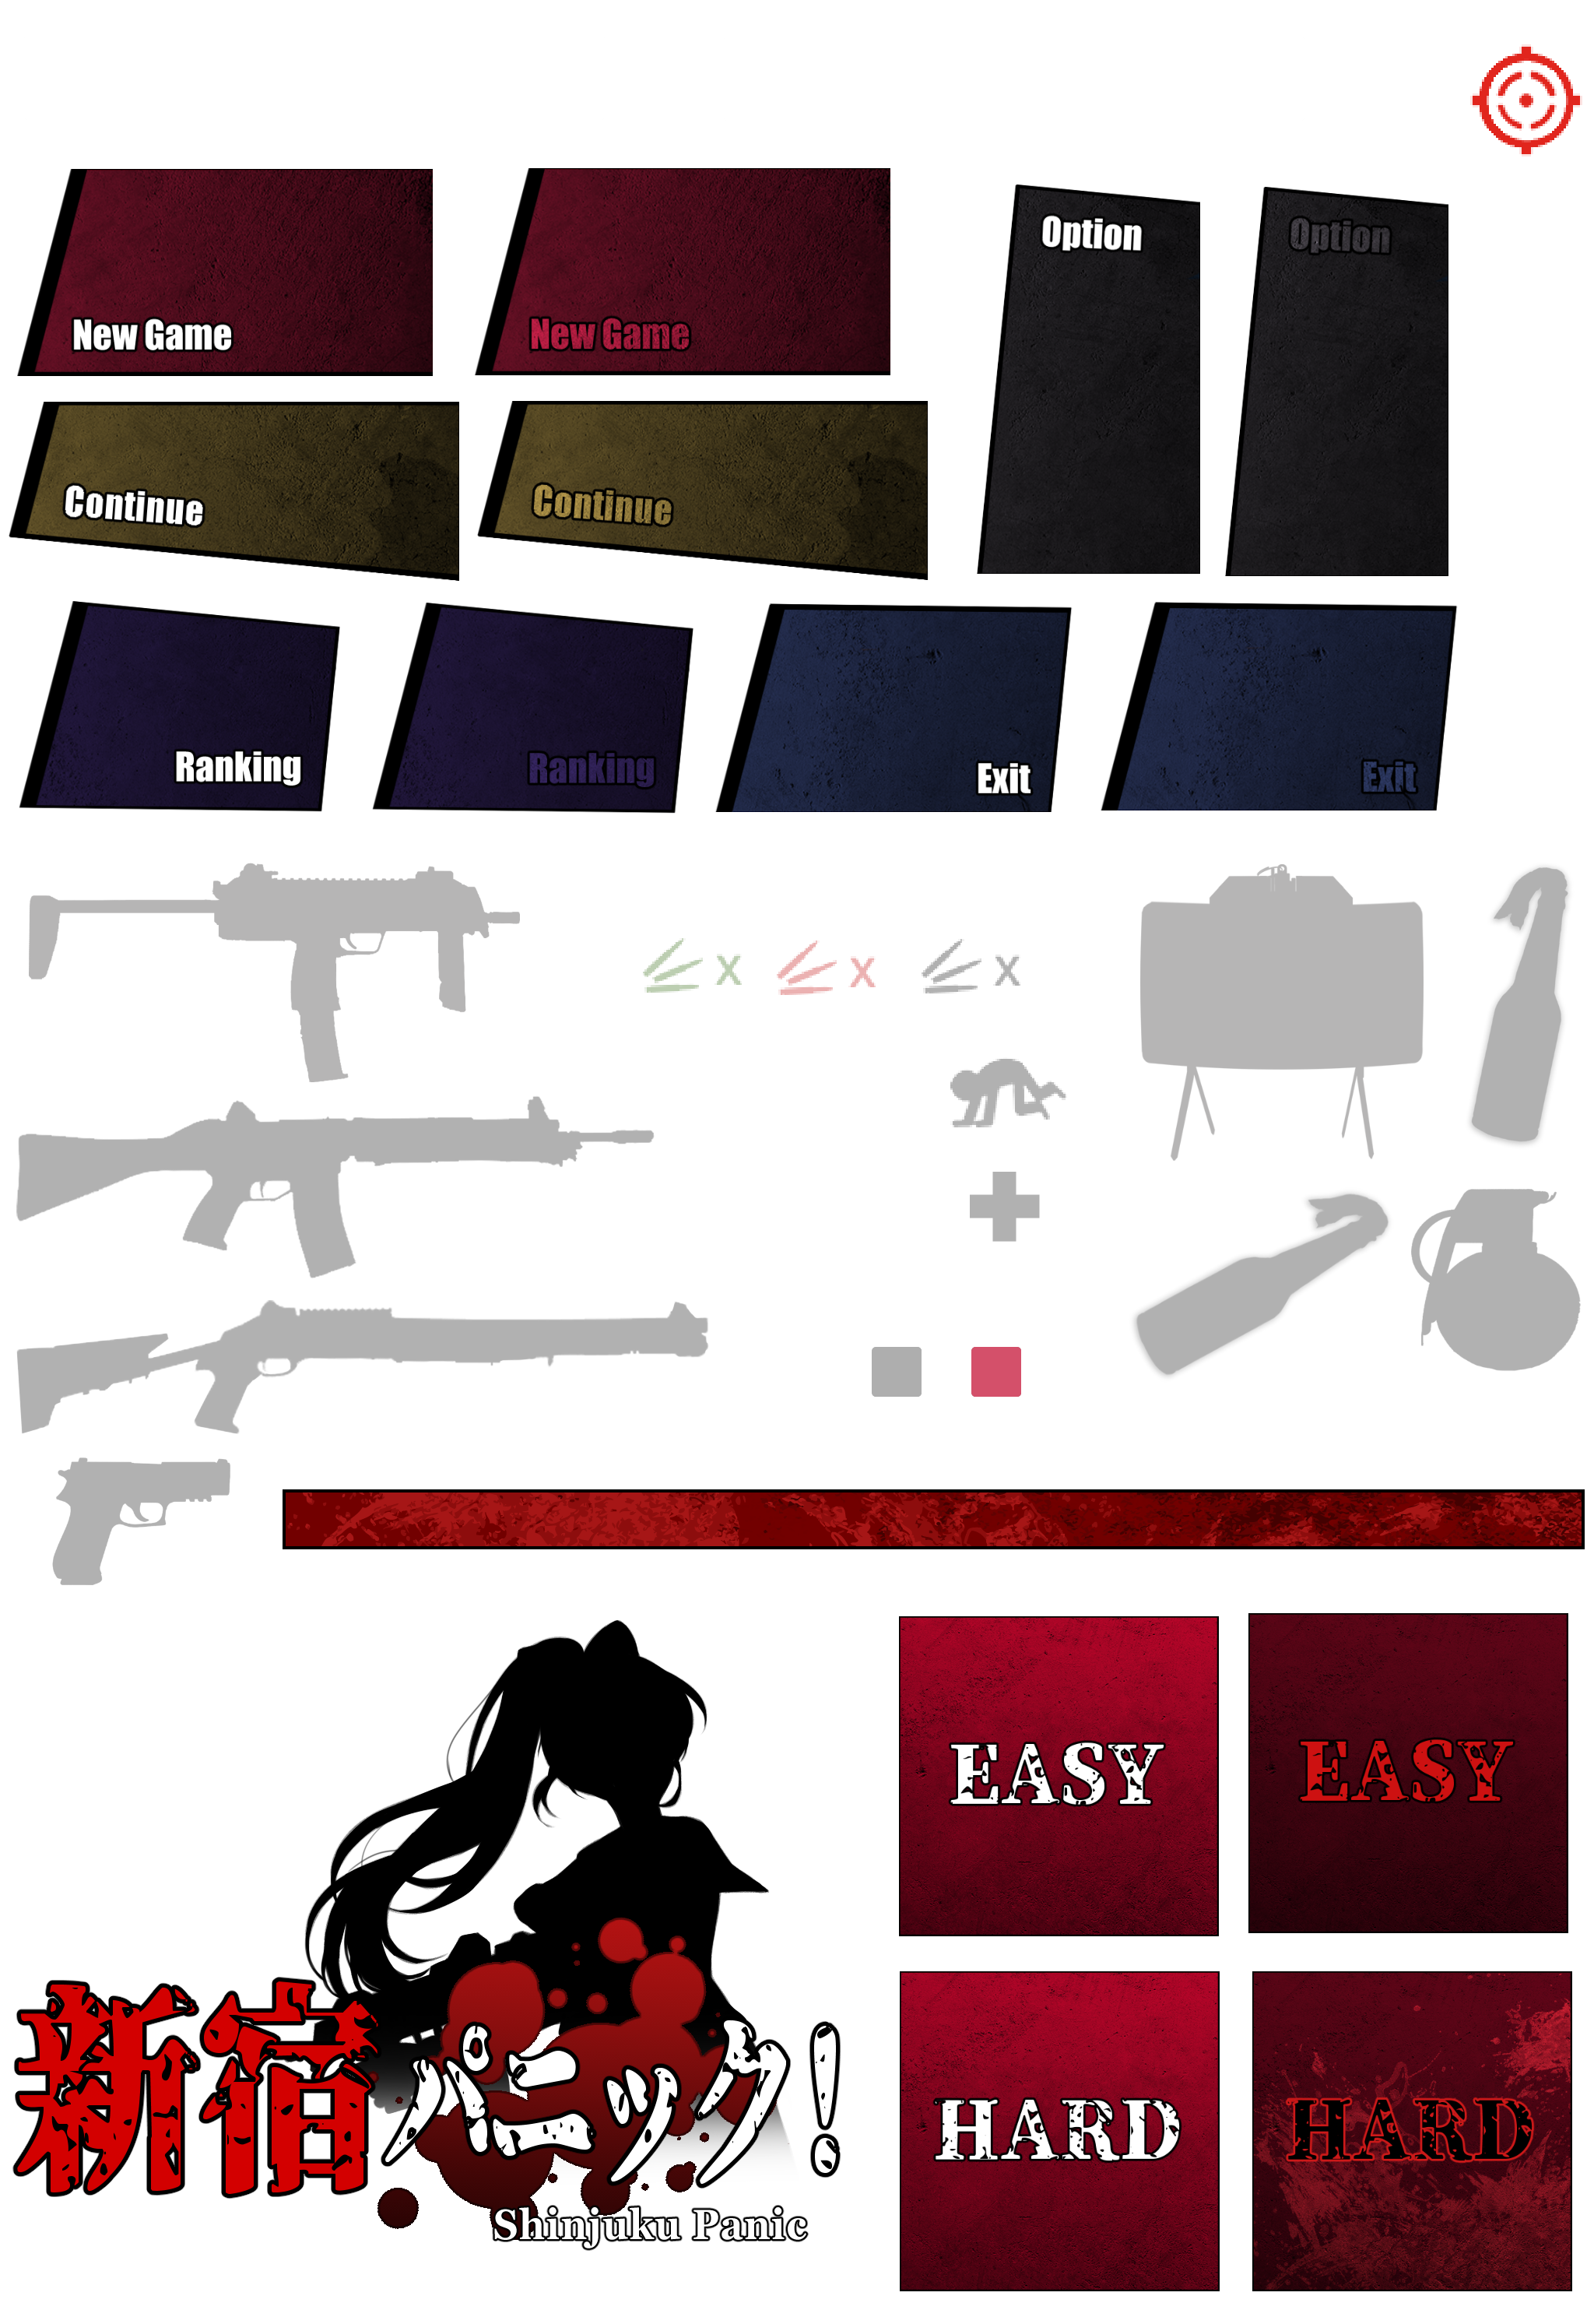 Option
Option
New Game
New Game
Continue
Continue
Ranking
Ranking
Exit
Exit
x
x
x
EASY
EASY
新宿パニック!
Shinjuku Panic
HARD
HARD